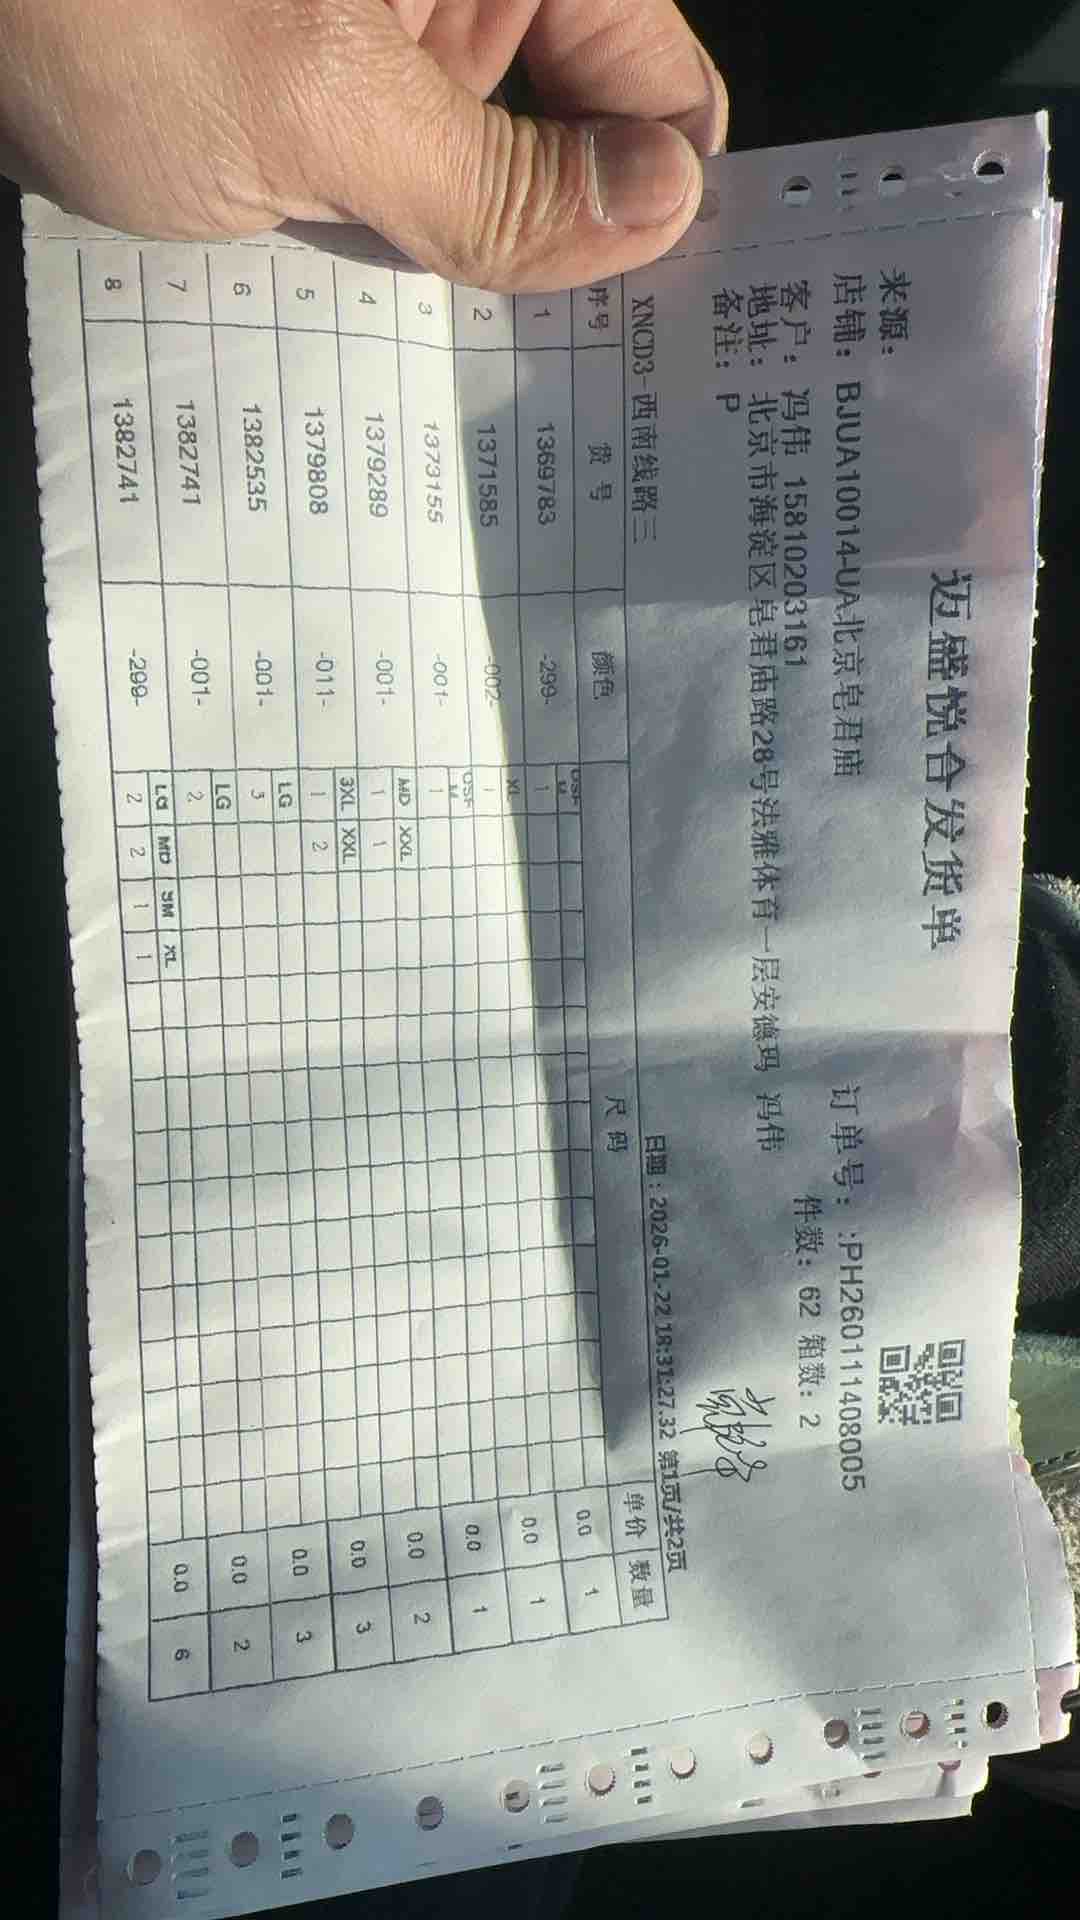 迈盛悦合发货单
来源：
店铺： BJUA10014-UA北京皂君庙 订单号： :PH260111408005
客户： 冯伟 15810203161 件数：62 箱数：2
地址： 北京市海淀区皂君庙路28号法雅体育一层安德玛 冯伟
备注： P
XNCD3-西南线路三 日期：2026-01-22 18:31:27.32 第1页/共2页
序号 货号 颜色 尺码 单价 数量
OSF M
1 1369783 -299- 1 0.0 1
XL
2 1371585 -002- 1 0.0 1
OSF M
3 1373155 -001- 1 0.0 1
MD XXL
4 1379289 -001- 1 1 0.0 2
3XL XXL
5 1379808 -011- 1 2 0.0 3
LG
6 1382535 -001- 3 0.0 3
LG
7 1382741 -001- 2 0.0 2
LG MD SM XL
8 1382741 -299- 2 2 1 1 0.0 6